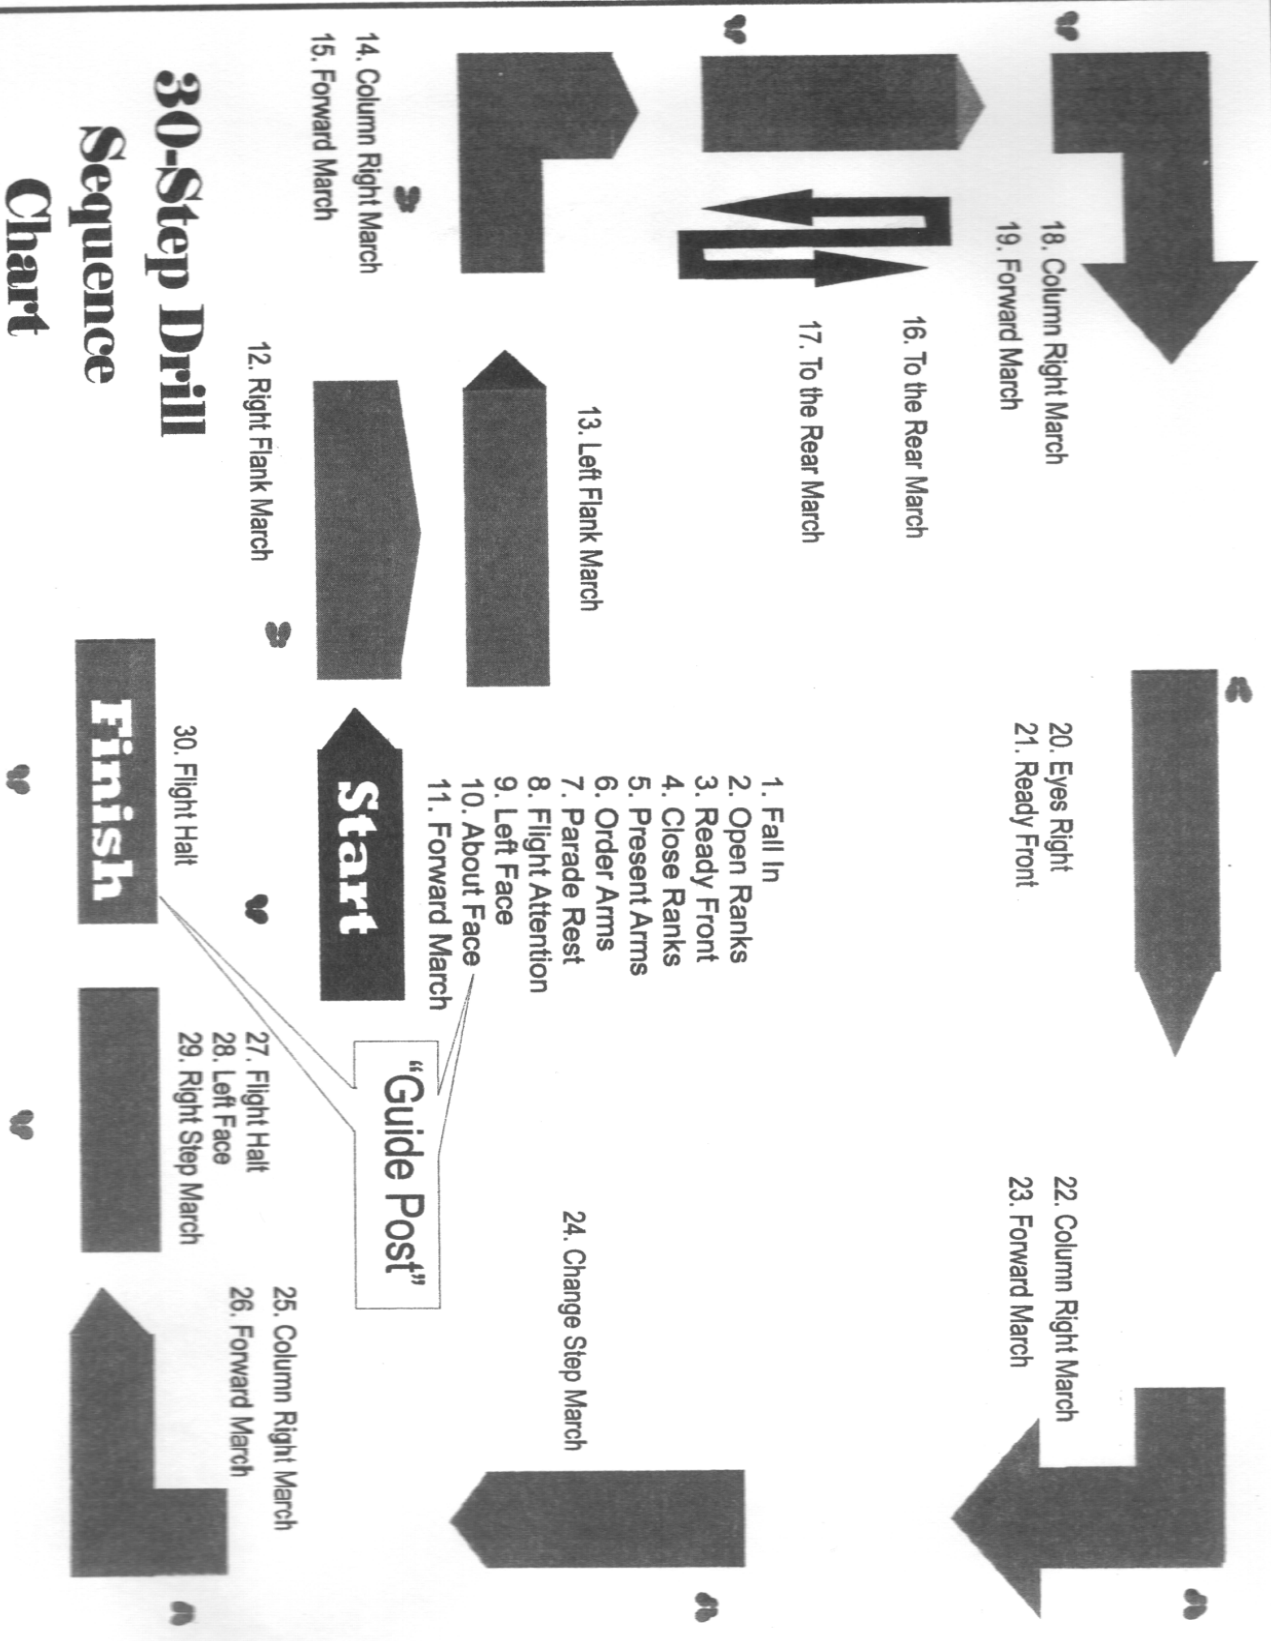 18. Column Right March
19. Forward March
20. Eyes Right
21. Ready Front
22. Column Right March
23. Forward March
16. To the Rear March
17. To the Rear March
1. Fall In
2. Open Ranks
3. Ready Front
4. Close Ranks
5. Present Arms
6. Order Arms
7. Parade Rest
8. Flight Attention
9. Left Face
10. About Face
11. Forward March
13. Left Flank March
24. Change Step March
14. Column Right March
15. Forward March
Start
"Guide Post"
12. Right Flank March
27. Flight Halt
28. Left Face
29. Right Step March
25. Column Right March
26. Forward March
30. Flight Halt
Finish
30-Step Drill
Sequence
Chart